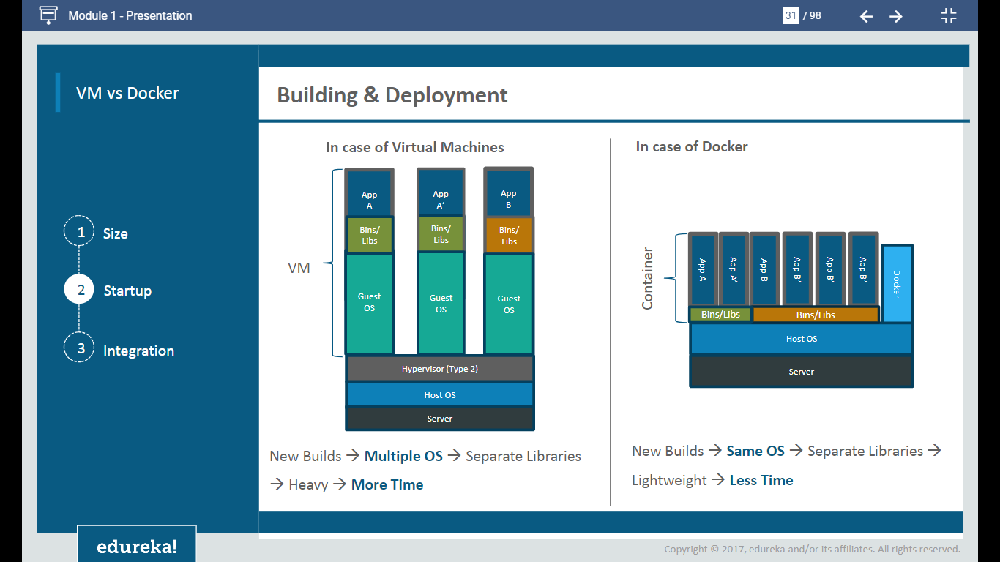 Module 1 - Presentation
31 / 98
VM vs Docker
1 Size
2 Startup
3 Integration
edureka!
Building & Deployment
In case of Virtual Machines
App
A
App
A’
App
B
Bins/
Libs
Bins/
Libs
Bins/
Libs
VM
Guest
OS
Guest
OS
Guest
OS
Hypervisor (Type 2)
Host OS
Server
New Builds → Multiple OS → Separate Libraries
→ Heavy → More Time
In case of Docker
Container
App A
App A’
App B
App B’
App B’
App B’
Docker
Bins/Libs
Bins/Libs
Host OS
Server
New Builds → Same OS → Separate Libraries →
Lightweight → Less Time
Copyright © 2017, edureka and/or its affiliates. All rights reserved.